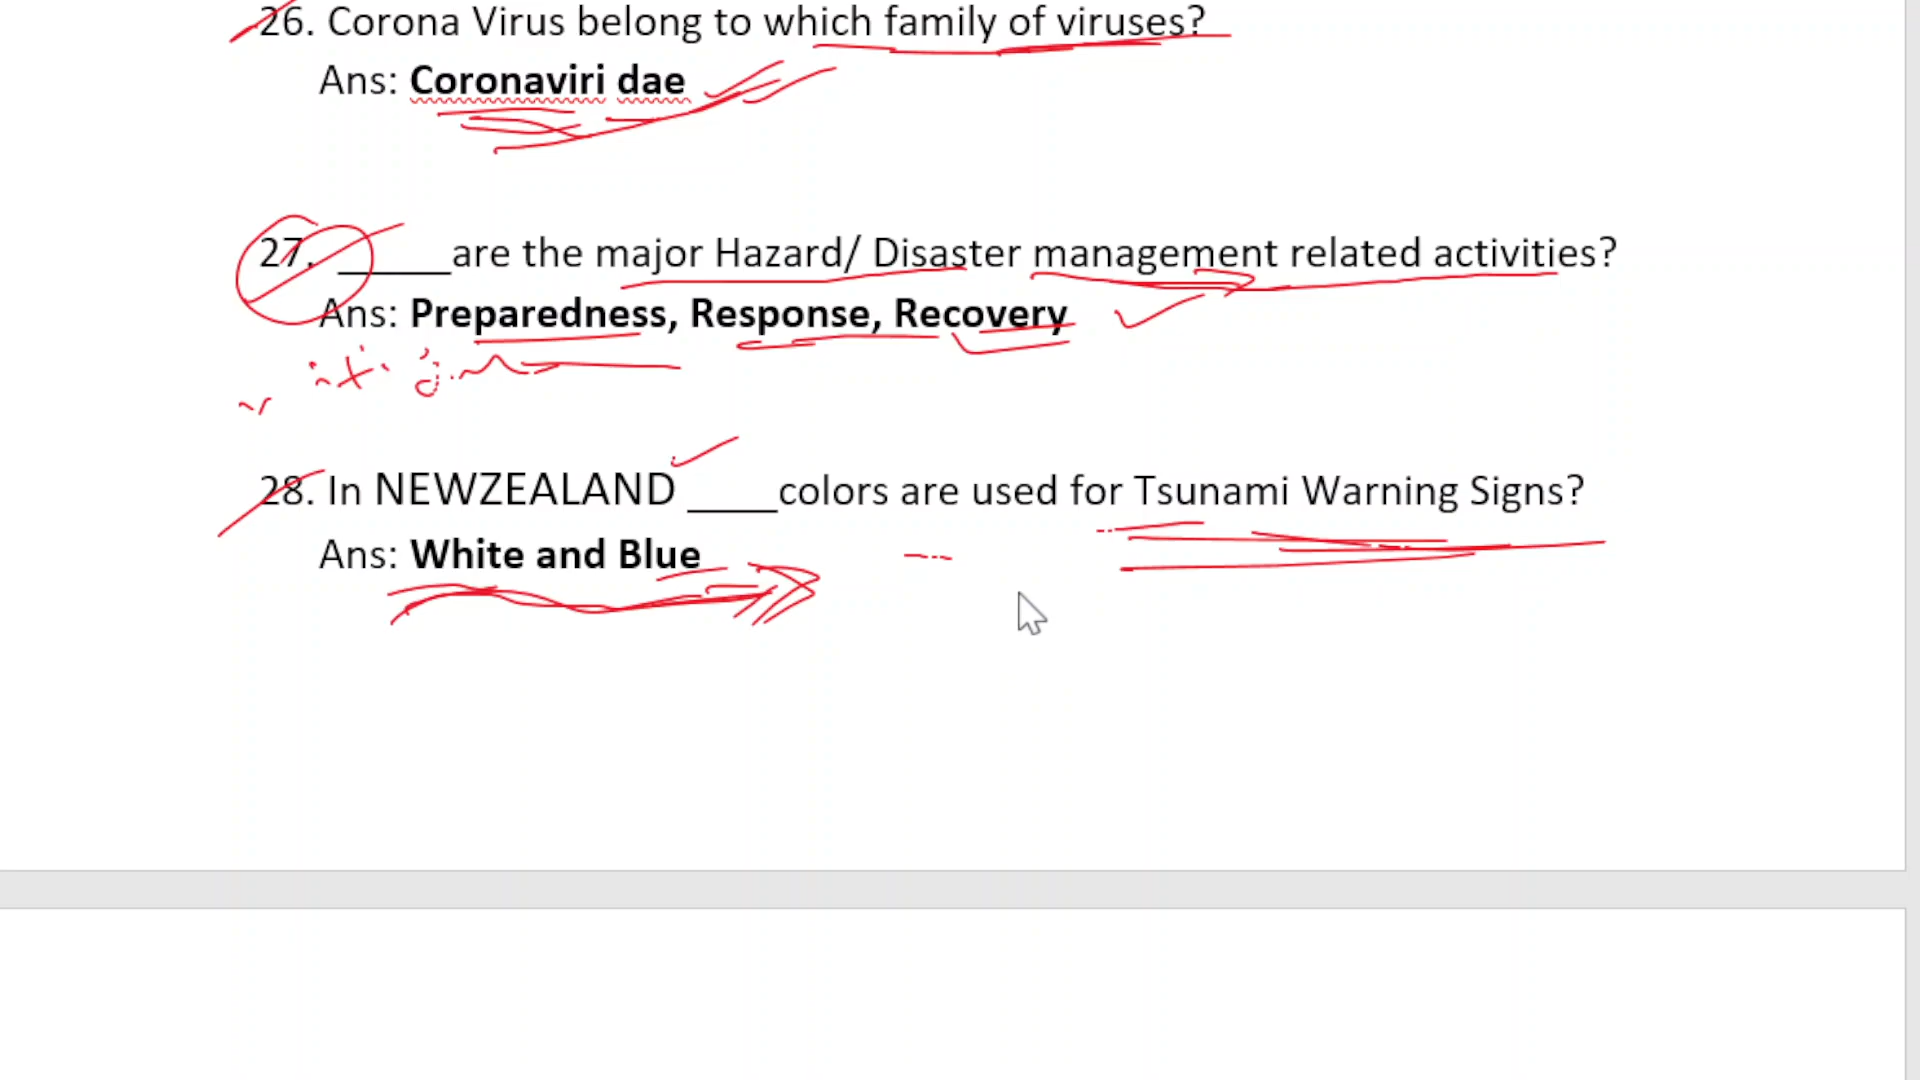 26. Corona Virus belong to which family of viruses?
Ans: Coronaviri dae
27. _____are the major Hazard/ Disaster management related activities?
Ans: Preparedness, Response, Recovery
28. In NEWZEALAND ____colors are used for Tsunami Warning Signs?
Ans: White and Blue